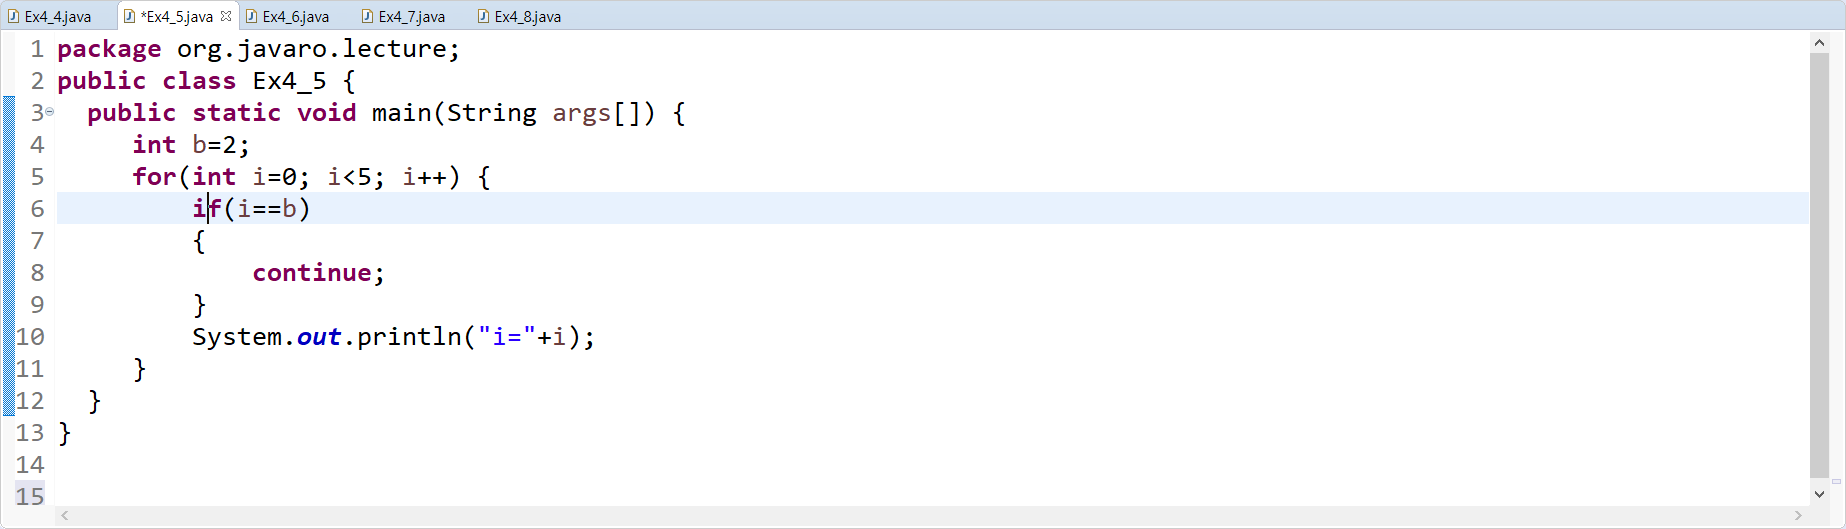 Ex4_4.java *Ex4_5.java Ex4_6.java Ex4_7.java Ex4_8.java
1 package org.javaro.lecture;
2 public class Ex4_5 {
3 public static void main(String args[]) {
4 int b=2;
5 for(int i=0; i<5; i++) {
6 if(i==b)
7 {
8 continue;
9 }
10 System.out.println("i="+i);
11 }
12 }
13 }
14
15